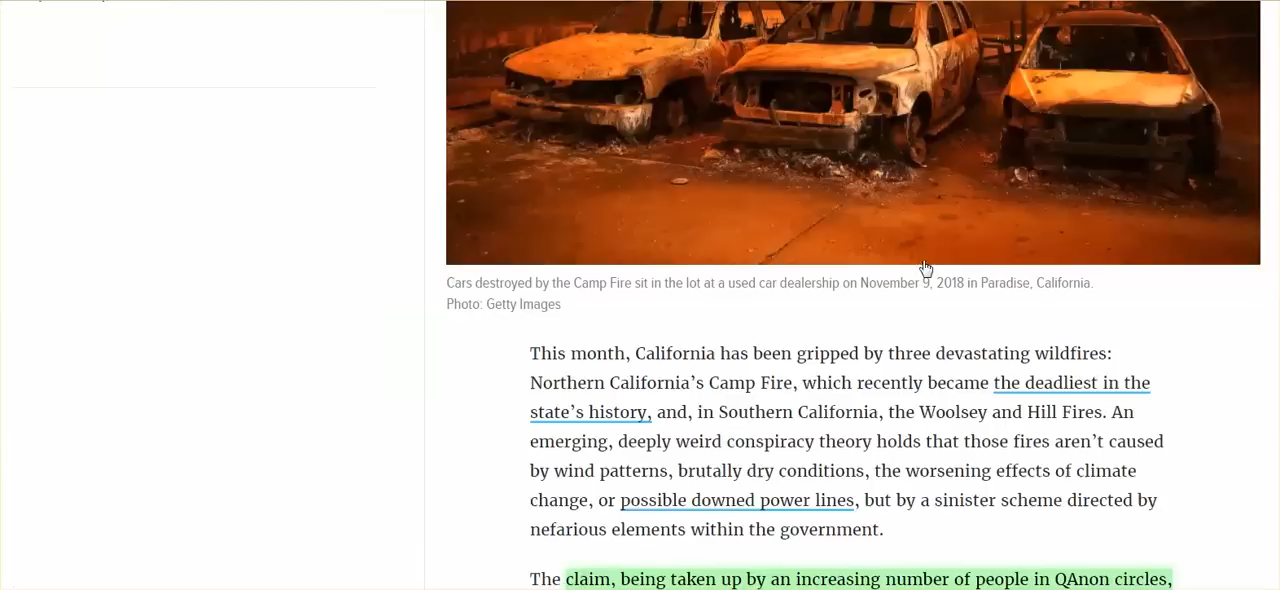 Cars destroyed by the Camp Fire sit in the lot at a used car dealership on November 9, 2018 in Paradise, California.
Photo: Getty Images
This month, California has been gripped by three devastating wildfires:
Northern California’s Camp Fire, which recently became the deadliest in the
state’s history, and, in Southern California, the Woolsey and Hill Fires. An
emerging, deeply weird conspiracy theory holds that those fires aren’t caused
by wind patterns, brutally dry conditions, the worsening effects of climate
change, or possible downed power lines, but by a sinister scheme directed by
nefarious elements within the government.
The claim, being taken up by an increasing number of people in QAnon circles,